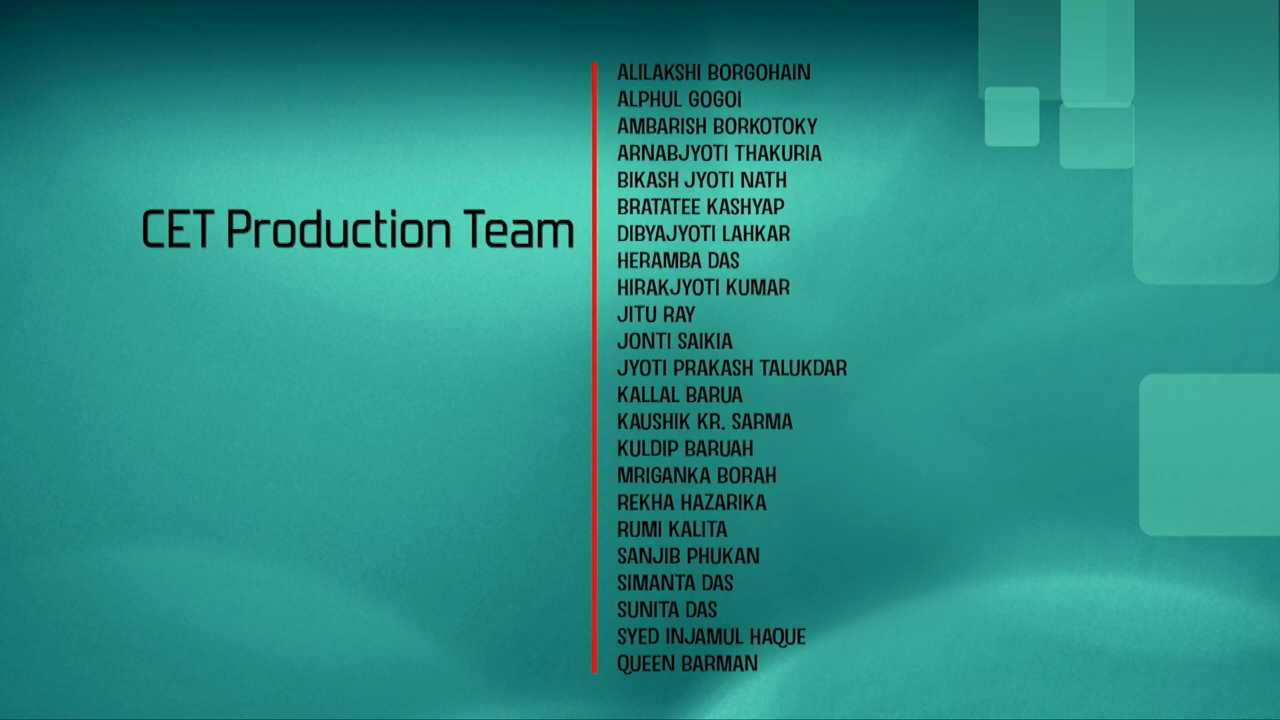 CET Production Team
ALILAKSHI BORGOHAIN
ALPHUL GOGOI
AMBARISH BORKOTOKY
ARNABJYOTI THAKURIA
BIKASH JYOTI NATH
BRATATEE KASHYAP
DIBYAJYOTI LAHKAR
HERAMBA DAS
HIRAKJYOTI KUMAR
JITU RAY
JONTI SAIKIA
JYOTI PRAKASH TALUKDAR
KALLAL BARUA
KAUSHIK KR. SARMA
KULDIP BARUAH
MRIGANKA BORAH
REKHA HAZARIKA
RUMI KALITA
SANJIB PHUKAN
SIMANTA DAS
SUNITA DAS
SYED INJAMUL HAQUE
QUEEN BARMAN